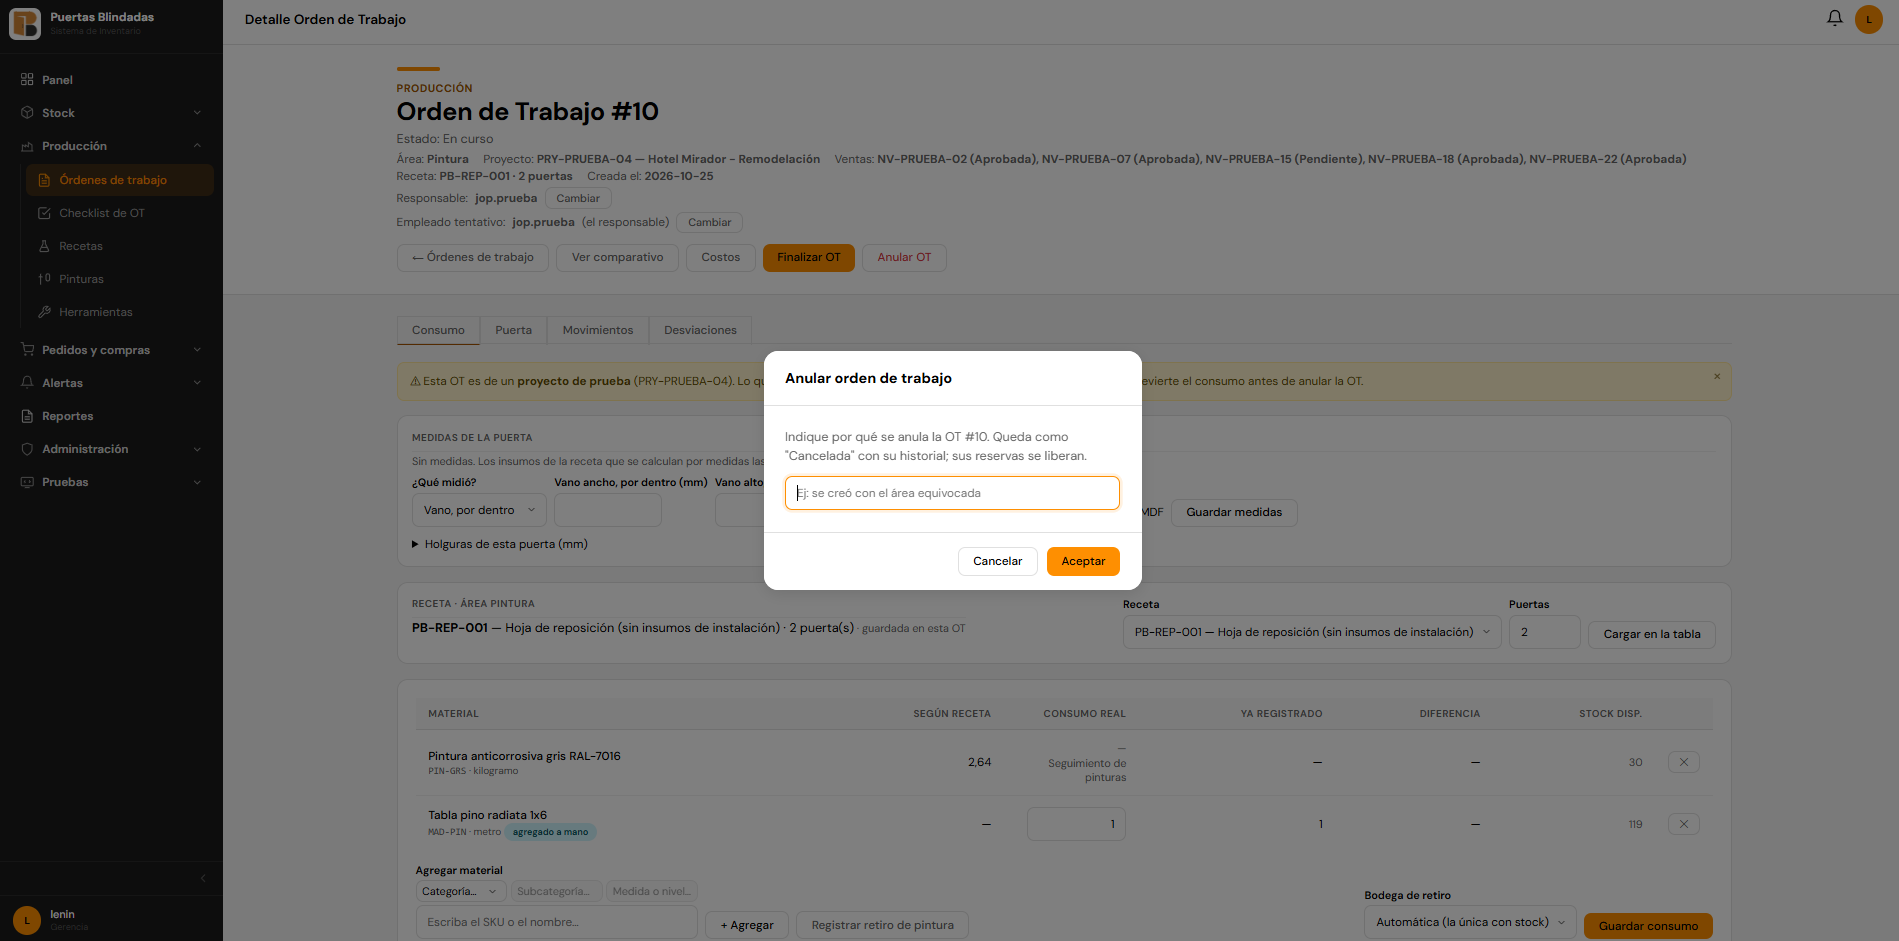 Puertas Blindadas
Sistema de Inventario
Detalle Orden de Trabajo
L
Panel
Stock
Producción
Órdenes de trabajo
Checklist de OT
Recetas
Pinturas
Herramientas
Pedidos y compras
Alertas
Reportes
Administración
Pruebas
L
lenin
Gerencia
PRODUCCIÓN
Orden de Trabajo #10
Estado: En curso
Área: Pintura Proyecto: PRY-PRUEBA-04 — Hotel Mirador – Remodelación Ventas: NV-PRUEBA-02 (Aprobada), NV-PRUEBA-07 (Aprobada), NV-PRUEBA-15 (Pendiente), NV-PRUEBA-18 (Aprobada), NV-PRUEBA-22 (Aprobada)
Receta: PB-REP-001 · 2 puertas Creada el: 2026-10-25
Responsable: jop.prueba Cambiar
Empleado tentativo: jop.prueba (el responsable) Cambiar
← Órdenes de trabajo Ver comparativo Costos Finalizar OT Anular OT
Consumo Puerta Movimientos Desviaciones
⚠ Esta OT es de un proyecto de prueba (PRY-PRUEBA-04). Lo qu evierte el consumo antes de anular la OT. ×
MEDIDAS DE LA PUERTA
Sin medidas. Los insumos de la receta que se calculan por medidas las
¿Qué midió? Vano ancho, por dentro (mm) Vano alto
Vano, por dentro MDF Guardar medidas
▶ Holguras de esta puerta (mm)
Anular orden de trabajo
Indique por qué se anula la OT #10. Queda como
"Cancelada" con su historial; sus reservas se liberan.
Ej: se creó con el área equivocada
Cancelar Aceptar
RECETA · ÁREA PINTURA
PB-REP-001 — Hoja de reposición (sin insumos de instalación) · 2 puerta(s) · guardada en esta OT
Receta Puertas
PB-REP-001 — Hoja de reposición (sin insumos de instalación) 2 Cargar en la tabla
MATERIAL SEGÚN RECETA CONSUMO REAL YA REGISTRADO DIFERENCIA STOCK DISP.
Pintura anticorrosiva gris RAL-7016
PIN-GRS · kilogramo
2,64 — Seguimiento de pinturas — — 30 ×
Tabla pino radiata 1x6
MAD-PIN · metro agregado a mano
— 1 1 — 119 ×
Agregar material
Categoría... Subcategoría... Medida o nivel...
Escriba el SKU o el nombre... + Agregar Registrar retiro de pintura
Bodega de retiro
Automática (la única con stock) Guardar consumo